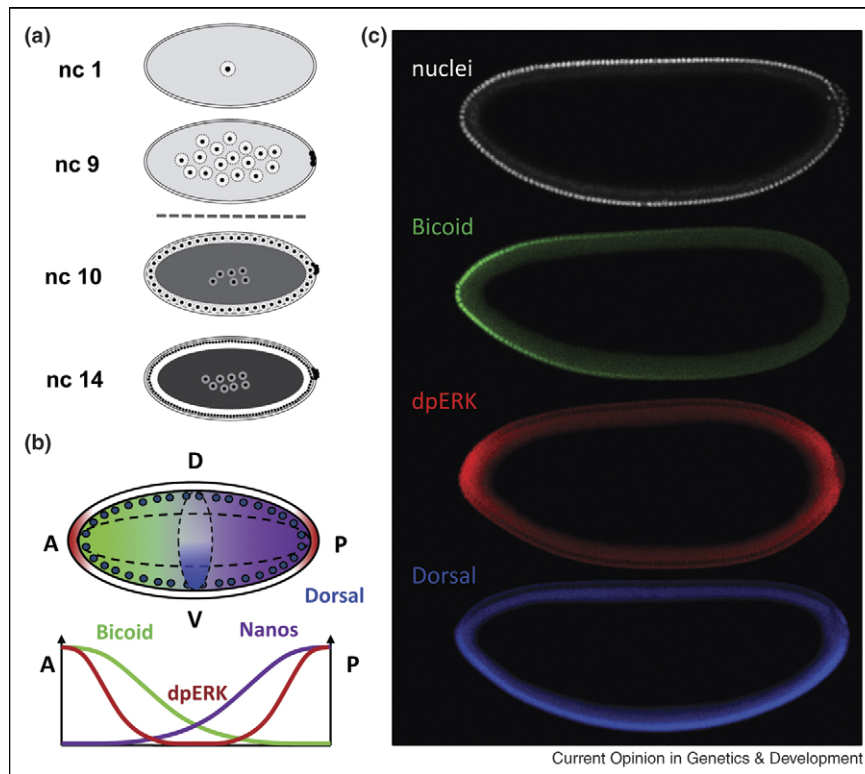 (a)
nc 1
nc 9
nc 10
nc 14
(b)
D
A
P
V
Dorsal
Bicoid
Nanos
A
dpERK
P
(c)
nuclei
Bicoid
dpERK
Dorsal
Current Opinion in Genetics & Development